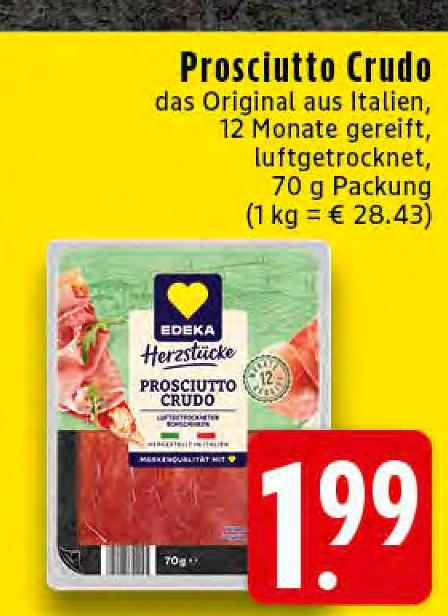 Prosciutto Crudo
das Original aus Italien,
12 Monate gereift,
luftgetrocknet,
70 g Packung
(1 kg = € 28.43)
EDEKA
Herzstücke
PROSCIUTTO
CRUDO
LUFTGETROCKNETER
ROHSCHINKEN
HERGESTELLT IN ITALIEN
MARKENQUALITÄT MIT
12
70g
1.99